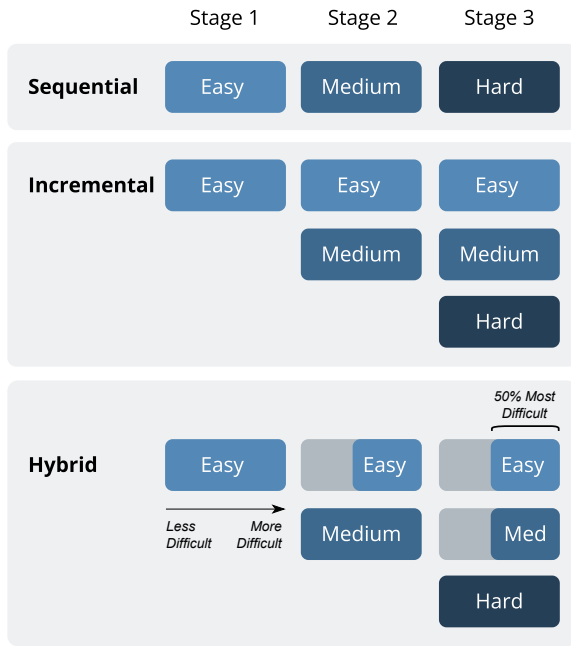 Stage 1 Stage 2 Stage 3
Sequential Easy Medium Hard
Incremental Easy Easy Easy
Medium Medium
Hard
50% Most
Difficult
Hybrid Easy Easy Easy
Less More
Difficult Difficult
Medium Med
Hard